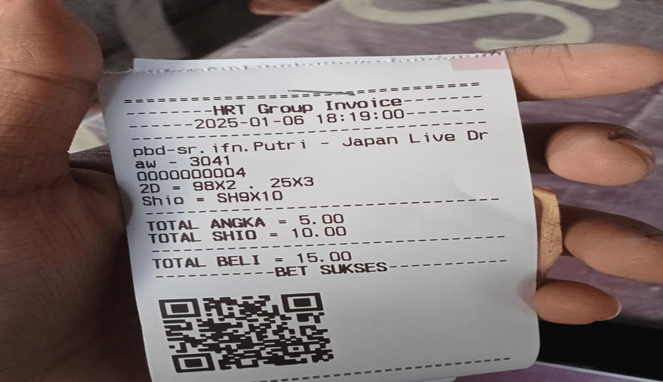 ================================
--------HRT Group Invoice--------
-------2025-01-06 18:19:00-------
--------------------------------
pbd-sr.ifn.Putri - Japan Live Dr
aw - 3041
0000000004
2D = 98X2 . 25X3
Shio = SH9X10
--------------------------------
TOTAL ANGKA = 5.00
TOTAL SHIO = 10.00
--------------------------------
TOTAL BELI = 15.00
-----------BET SUKSES-----------
--------------------------------